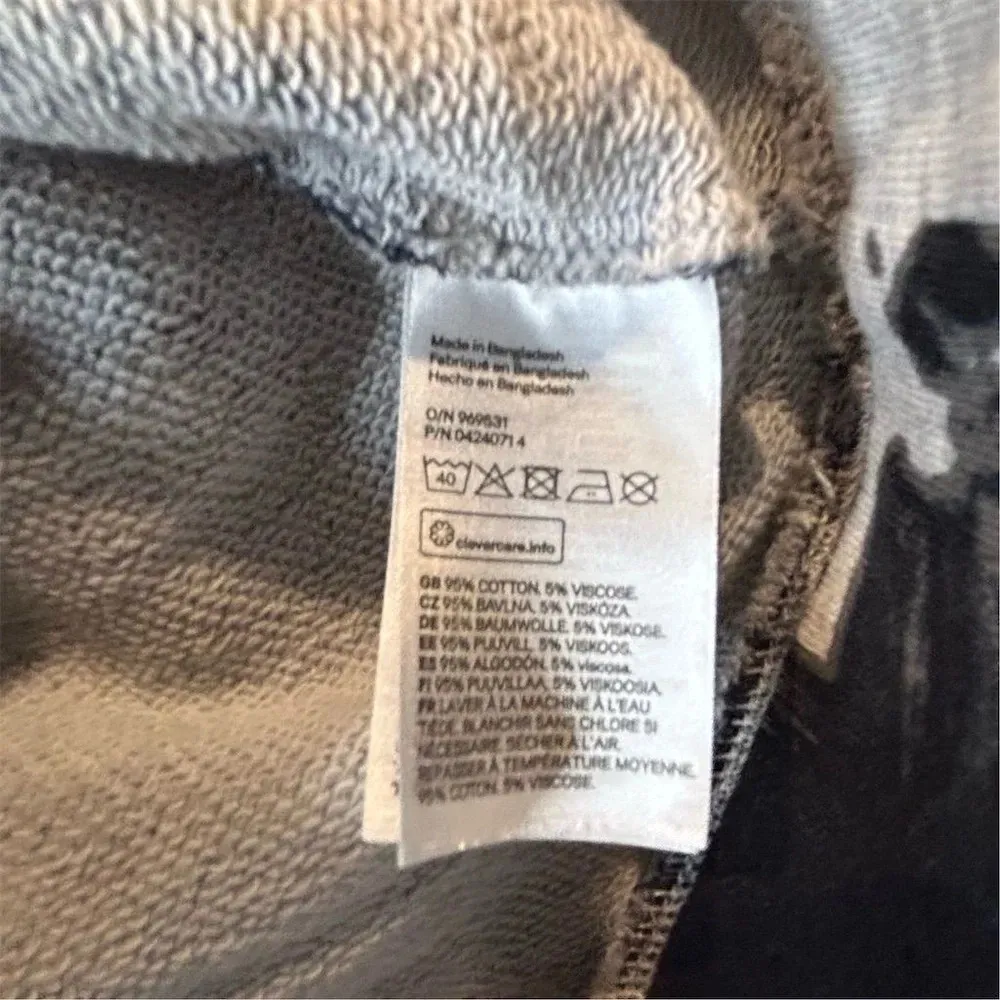 Made in Bangladesh
Fabriqué en Bangladesh
Hecho en Bangladesh
O/N 969531
P/N 04240714
40
clevercare.info
GB 95% COTTON. 5% VISCOSE.
CZ 95% BAVLNA. 5% VISKÓZA.
DE 95% BAUMWOLLE. 5% VISKOSE.
EE 95% PUUVILL. 5% VISKOOS.
ES 95% ALGODÓN. 5% viscosa.
FI 95% PUUVILLAA. 5% VISKOOSIA.
FR LAVER À LA MACHINE À L'EAU
TIÈDE. BLANCHIR SANS CHLORE SI
NÉCESSAIRE. SÉCHER À L'AIR.
REPASSER À TEMPÉRATURE MOYENNE.
95% COTON. 5% VISCOSE.